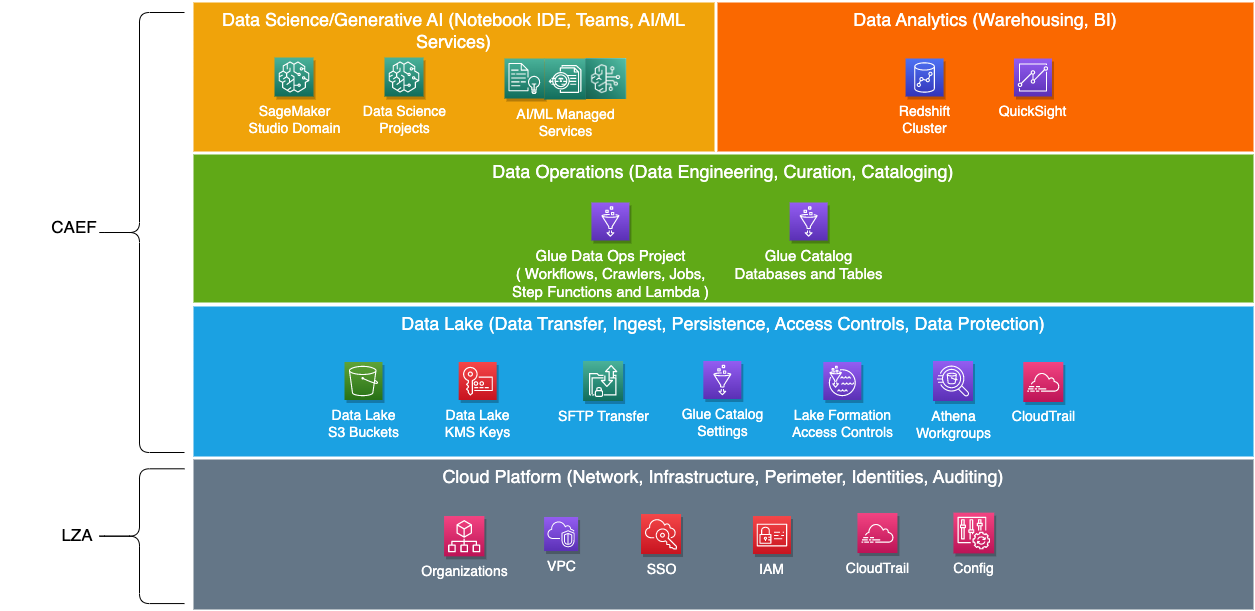 Data Science/Generative AI (Notebook IDE, Teams, AI/ML
Services)
SageMaker
Studio Domain
Data Science
Projects
AI/ML Managed
Services
Data Analytics (Warehousing, BI)
Redshift
Cluster
QuickSight
CAEF
Data Operations (Data Engineering, Curation, Cataloging)
Glue Data Ops Project
( Workflows, Crawlers, Jobs,
Step Functions and Lambda )
Glue Catalog
Databases and Tables
Data Lake (Data Transfer, Ingest, Persistence, Access Controls, Data Protection)
Data Lake
S3 Buckets
Data Lake
KMS Keys
SFTP Transfer
Glue Catalog
Settings
Lake Formation
Access Controls
Athena
Workgroups
CloudTrail
LZA
Cloud Platform (Network, Infrastructure, Perimeter, Identities, Auditing)
Organizations
VPC
SSO
IAM
CloudTrail
Config